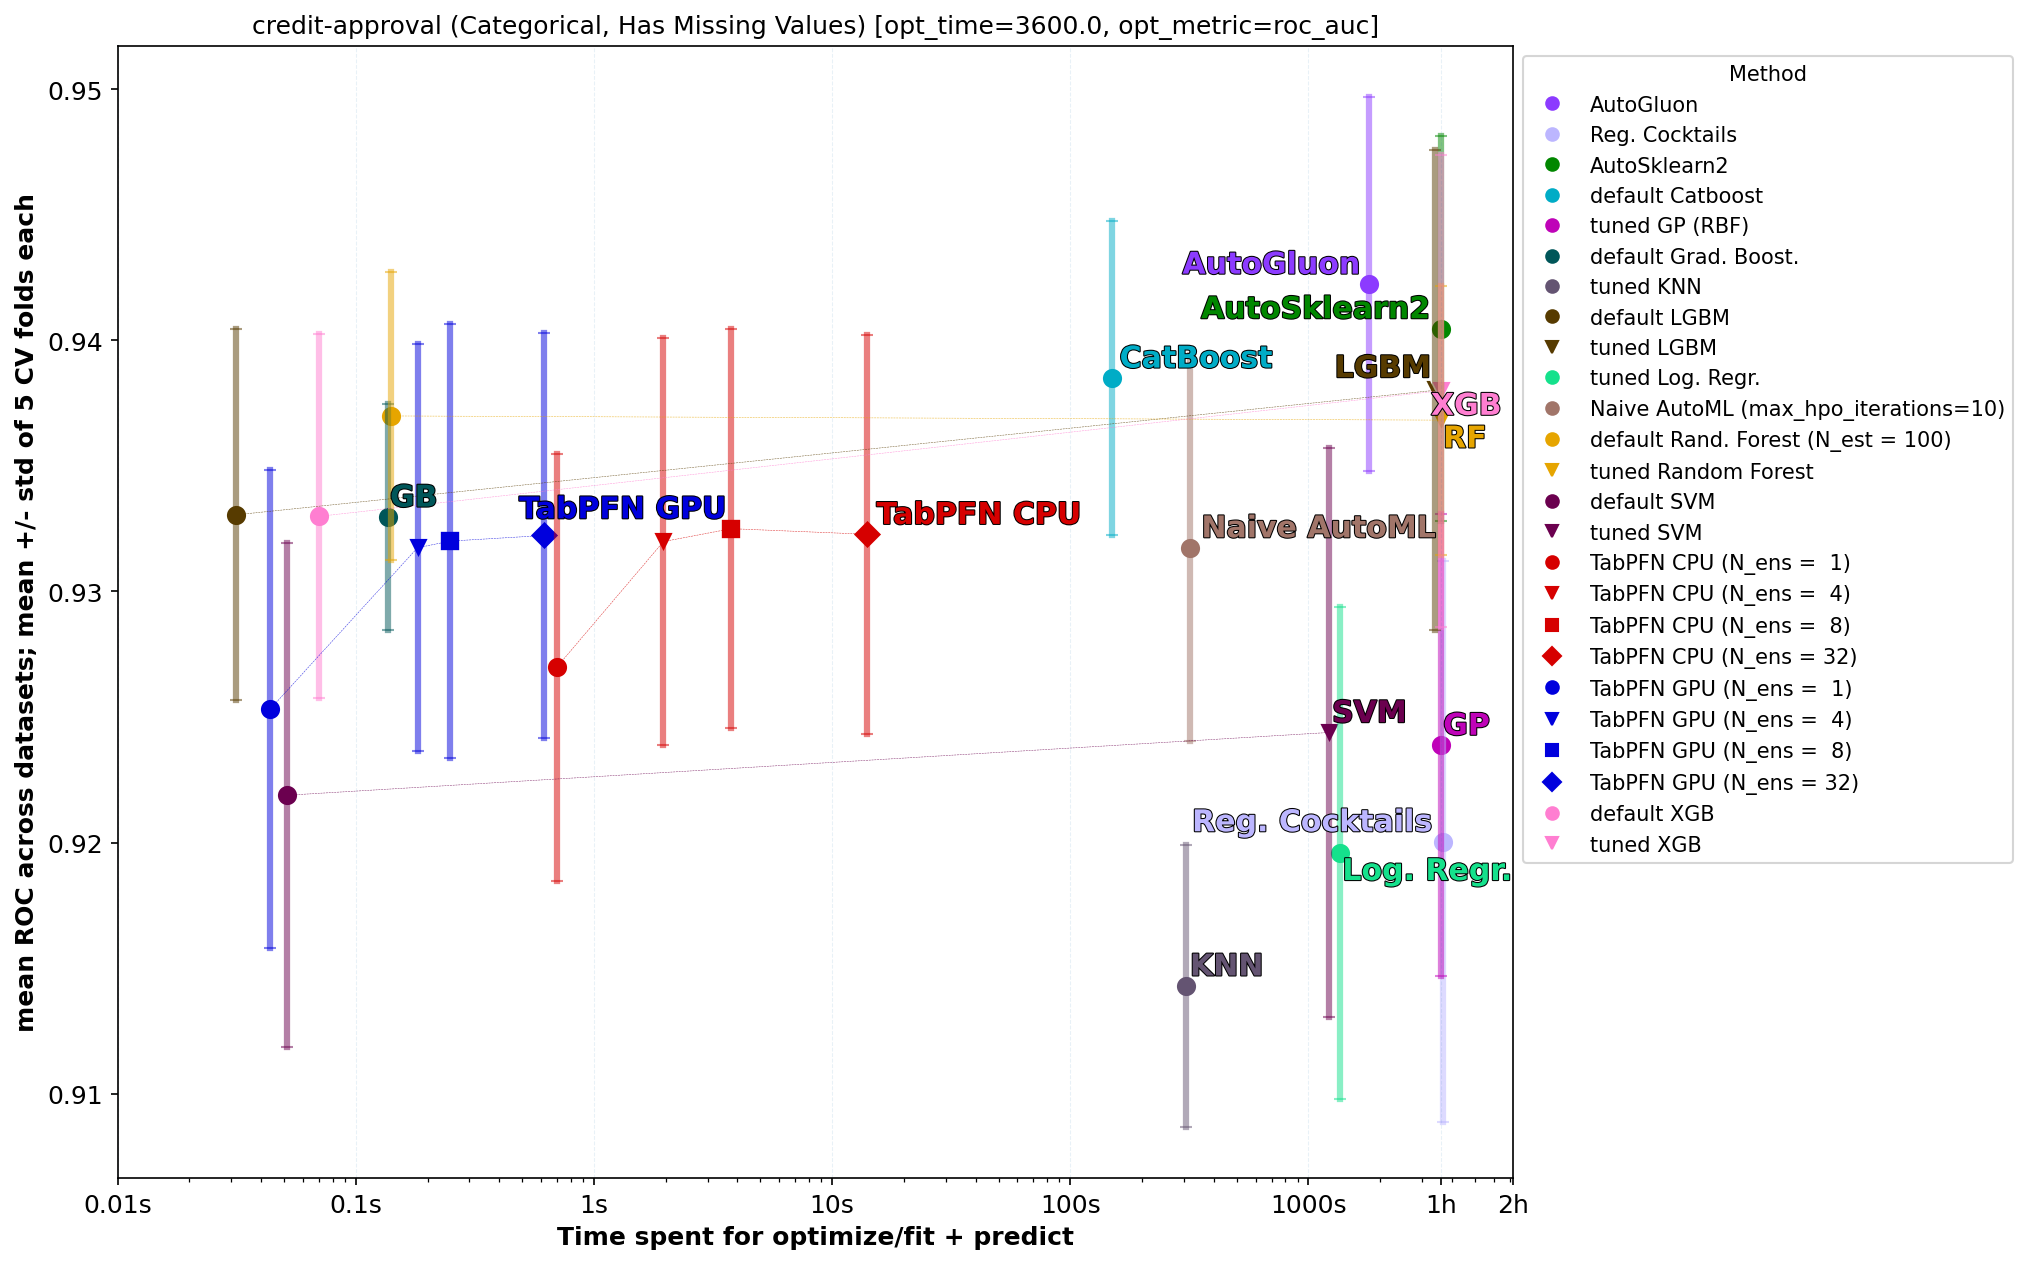 credit-approval (Categorical, Has Missing Values) [opt_time=3600.0, opt_metric=roc_auc]
mean ROC across datasets; mean +/- std of 5 CV folds each
0.95
0.94
0.93
0.92
0.91
AutoGluon
AutoSklearn2
CatBoost
LGBM
XGB
RF
GB
TabPFN GPU
TabPFN CPU
Naive AutoML
SVM
GP
Reg. Cocktails
Log. Regr.
KNN
0.01s
0.1s
1s
10s
100s
1000s
1h
2h
Time spent for optimize/fit + predict
Method
AutoGluon
Reg. Cocktails
AutoSklearn2
default Catboost
tuned GP (RBF)
default Grad. Boost.
tuned KNN
default LGBM
tuned LGBM
tuned Log. Regr.
Naive AutoML (max_hpo_iterations=10)
default Rand. Forest (N_est = 100)
tuned Random Forest
default SVM
tuned SVM
TabPFN CPU (N_ens =  1)
TabPFN CPU (N_ens =  4)
TabPFN CPU (N_ens =  8)
TabPFN CPU (N_ens = 32)
TabPFN GPU (N_ens =  1)
TabPFN GPU (N_ens =  4)
TabPFN GPU (N_ens =  8)
TabPFN GPU (N_ens = 32)
default XGB
tuned XGB